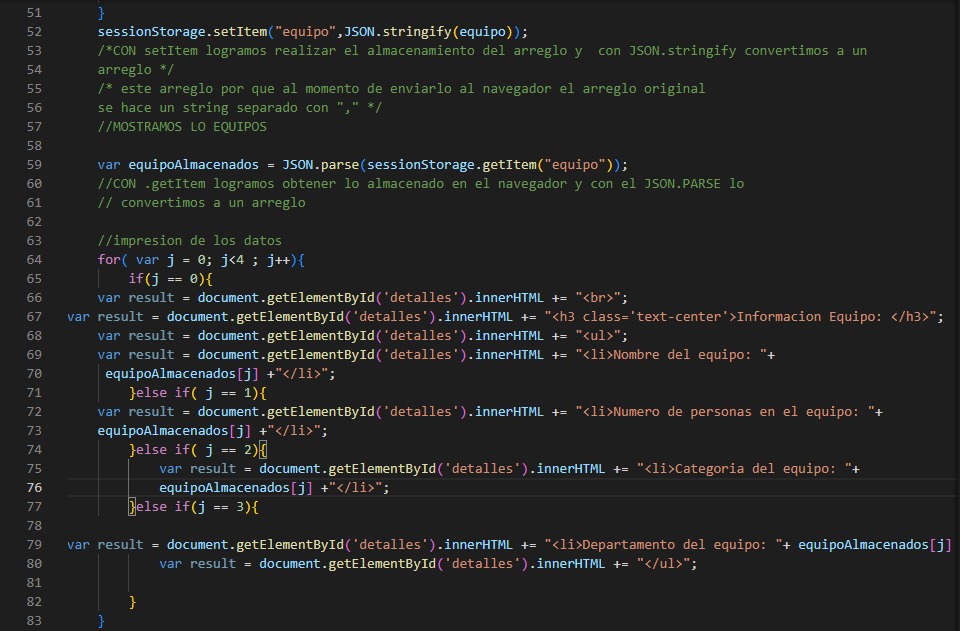 51 }
52 sessionStorage.setItem("equipo",JSON.stringify(equipo));
53 /*CON setItem logramos realizar el almacenamiento del arreglo y  con JSON.stringify convertimos a un
54 arreglo */
55 /* este arreglo por que al momento de enviarlo al navegador el arreglo original
56 se hace un string separado con "," */
57 //MOSTRAMOS LO EQUIPOS
58
59 var equipoAlmacenados = JSON.parse(sessionStorage.getItem("equipo"));
60 //CON .getItem logramos obtener lo almacenado en el navegador y con el JSON.PARSE lo
61 // convertimos a un arreglo
62
63 //impresion de los datos
64 for( var j = 0; j<4 ; j++){
65 if(j == 0){
66 var result = document.getElementById('detalles').innerHTML += "<br>";
67 var result = document.getElementById('detalles').innerHTML += "<h3 class='text-center'>Informacion Equipo: </h3>";
68 var result = document.getElementById('detalles').innerHTML += "<ul>";
69 var result = document.getElementById('detalles').innerHTML += "<li>Nombre del equipo: "+
70 equipoAlmacenados[j] +"</li>";
71 }else if( j == 1){
72 var result = document.getElementById('detalles').innerHTML += "<li>Numero de personas en el equipo: "+
73 equipoAlmacenados[j] +"</li>";
74 }else if( j == 2){
75 var result = document.getElementById('detalles').innerHTML += "<li>Categoria del equipo: "+
76 equipoAlmacenados[j] +"</li>";
77 }else if(j == 3){
78
79 var result = document.getElementById('detalles').innerHTML += "<li>Departamento del equipo: "+ equipoAlmacenados[j]
80 var result = document.getElementById('detalles').innerHTML += "</ul>";
81
82 }
83 }